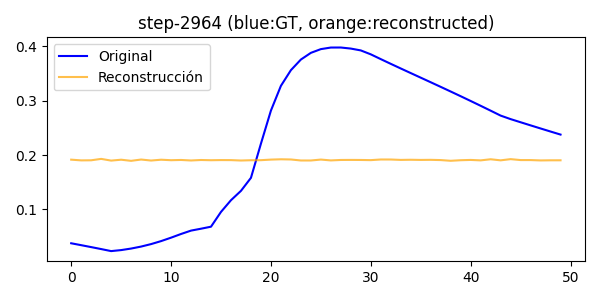 step-2964 (blue:GT, orange:reconstructed)
Original
Reconstrucción
0.4
0.3
0.2
0.1
0 10 20 30 40 50